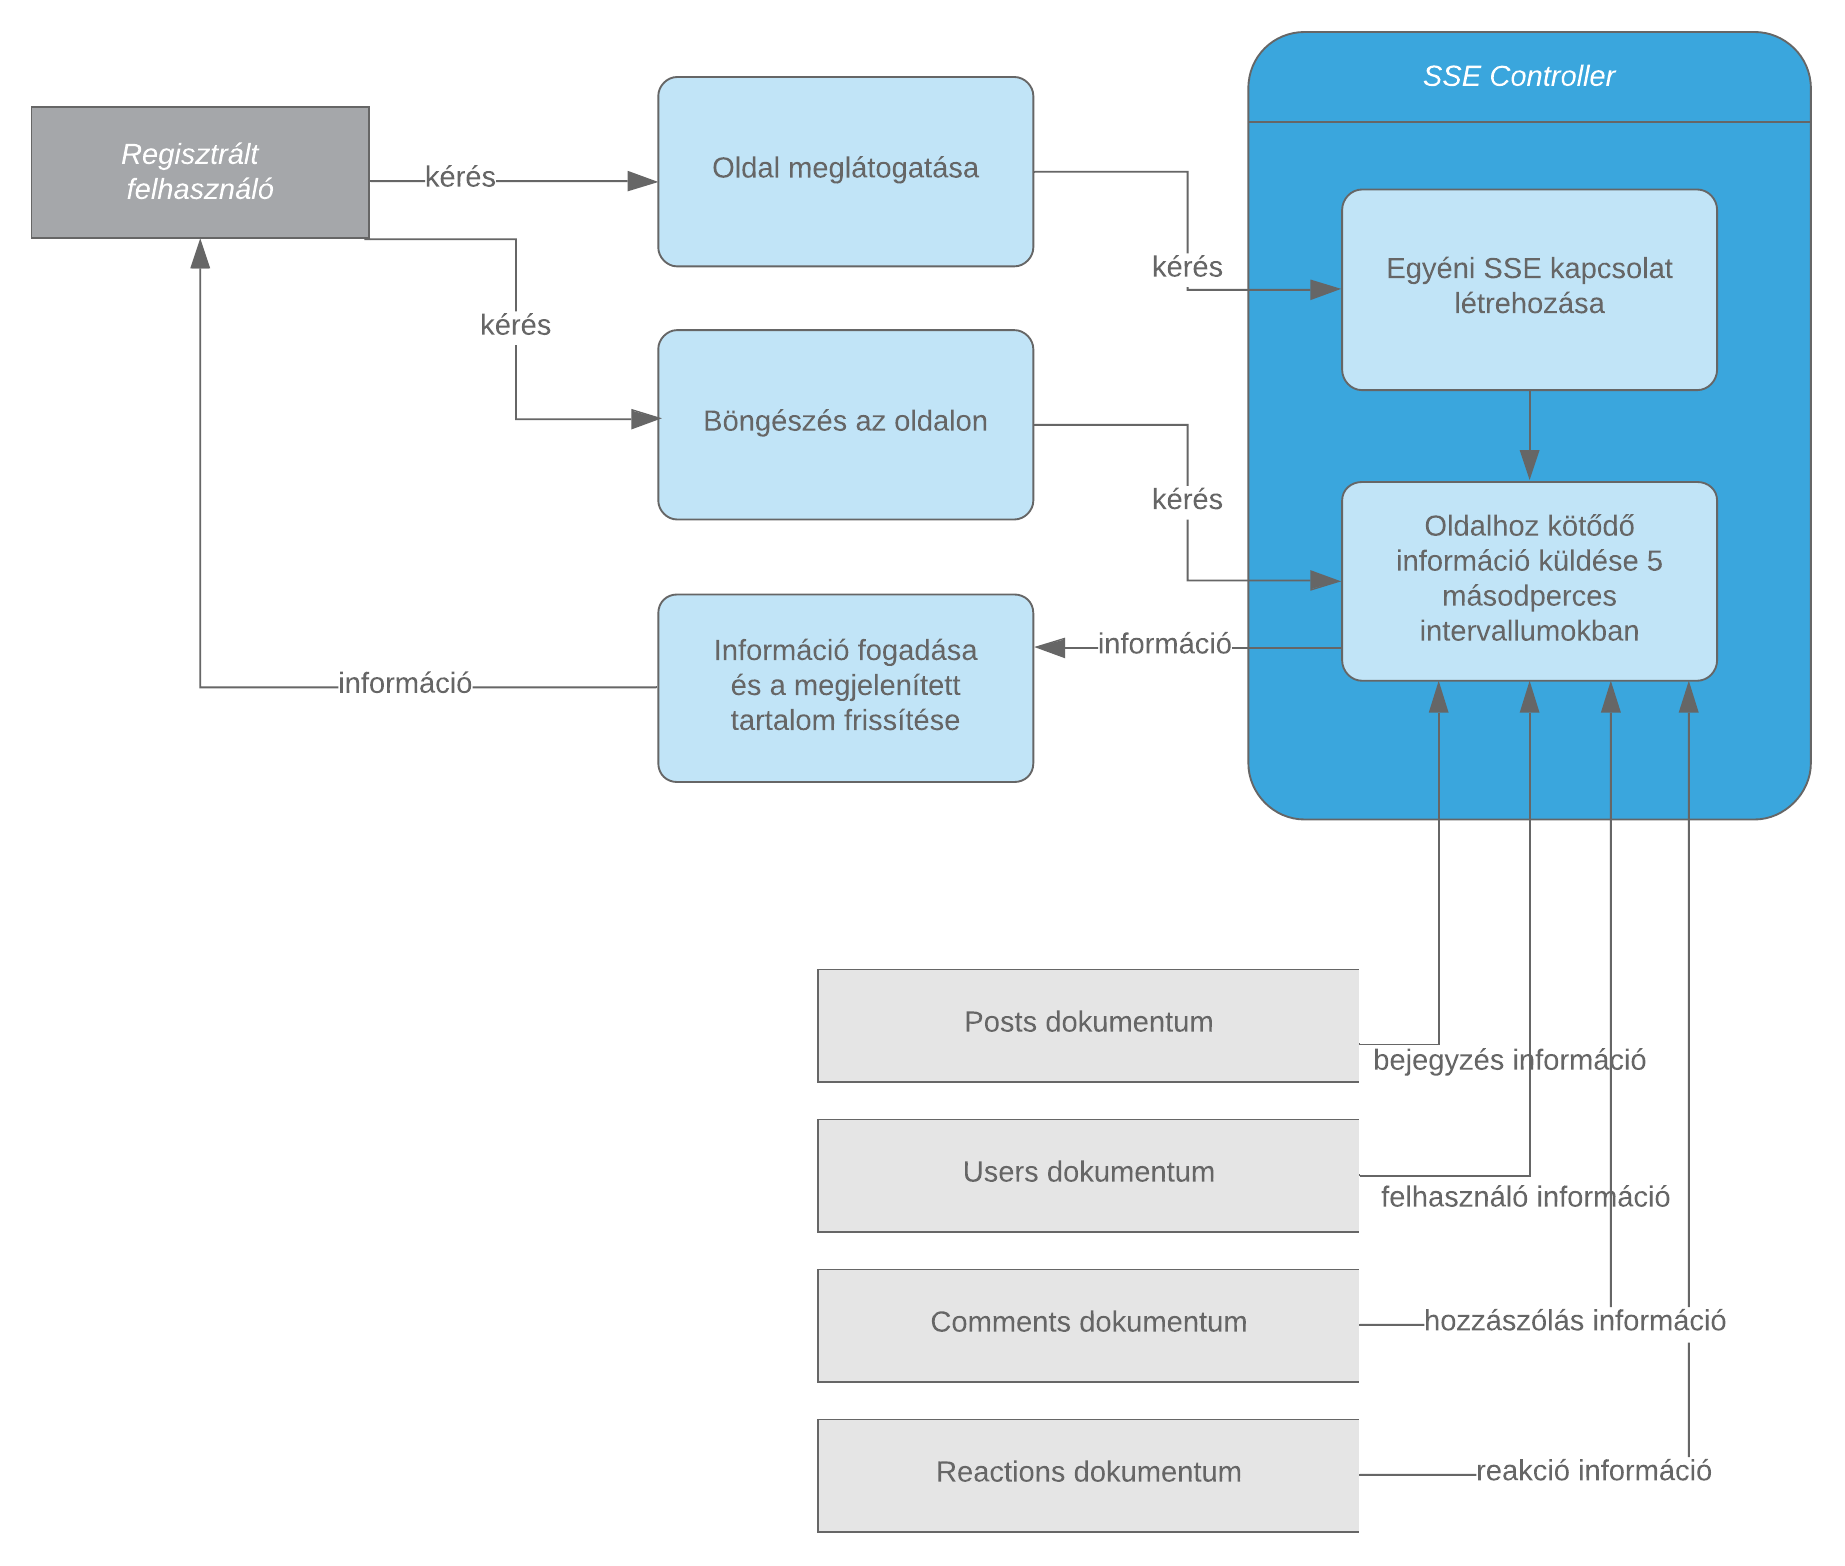 SSE Controller
Regisztrált
felhasználó
kérés
Oldal meglátogatása
kérés
Egyéni SSE kapcsolat
létrehozása
kérés
Böngészés az oldalon
kérés
Oldalhoz kötődő
információ küldése 5
másodperces
intervallumokban
információ
Információ fogadása
és a megjelenített
tartalom frissítése
információ
Posts dokumentum
bejegyzés információ
Users dokumentum
felhasználó információ
Comments dokumentum
hozzászólás információ
Reactions dokumentum
reakció információ